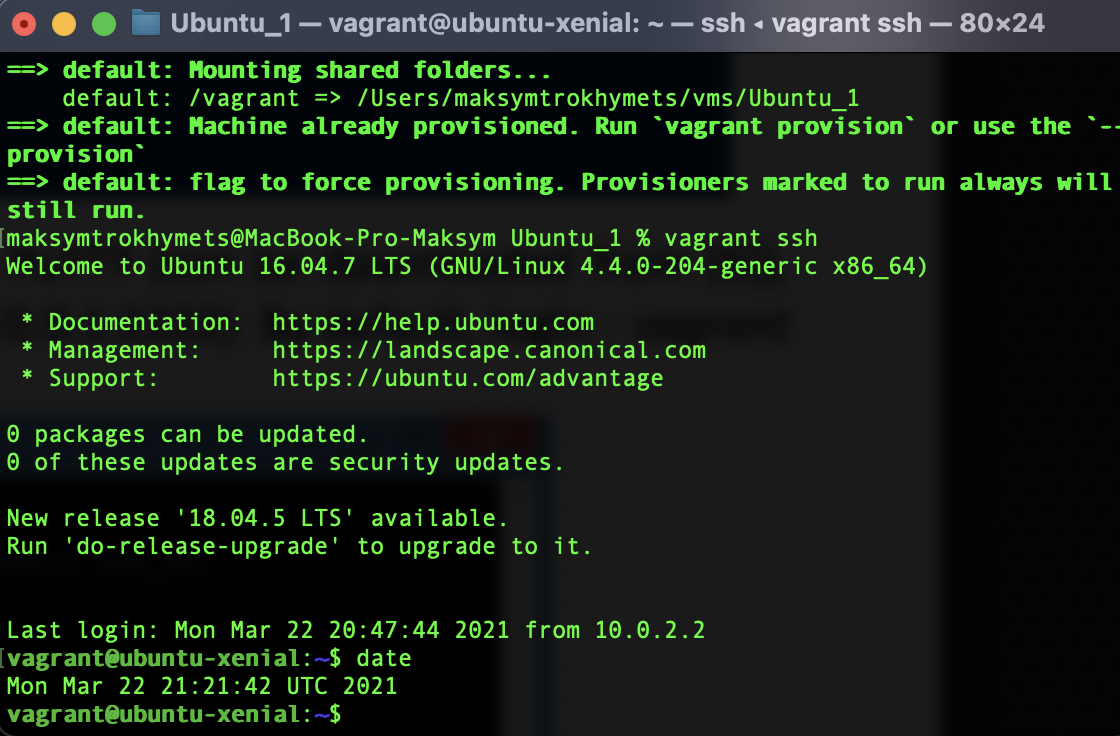 Ubuntu_1 — vagrant@ubuntu-xenial: ~ — ssh ◂ vagrant ssh — 80×24
==> default: Mounting shared folders...
    default: /vagrant => /Users/maksymtrokhymets/vms/Ubuntu_1
==> default: Machine already provisioned. Run `vagrant provision` or use the `--
provision`
==> default: flag to force provisioning. Provisioners marked to run always will
still run.
[maksymtrokhymets@MacBook-Pro-Maksym Ubuntu_1 % vagrant ssh
Welcome to Ubuntu 16.04.7 LTS (GNU/Linux 4.4.0-204-generic x86_64)

 * Documentation:  https://help.ubuntu.com
 * Management:     https://landscape.canonical.com
 * Support:        https://ubuntu.com/advantage

0 packages can be updated.
0 of these updates are security updates.

New release '18.04.5 LTS' available.
Run 'do-release-upgrade' to upgrade to it.


Last login: Mon Mar 22 20:47:44 2021 from 10.0.2.2
[vagrant@ubuntu-xenial:~$ date
Mon Mar 22 21:21:42 UTC 2021
vagrant@ubuntu-xenial:~$